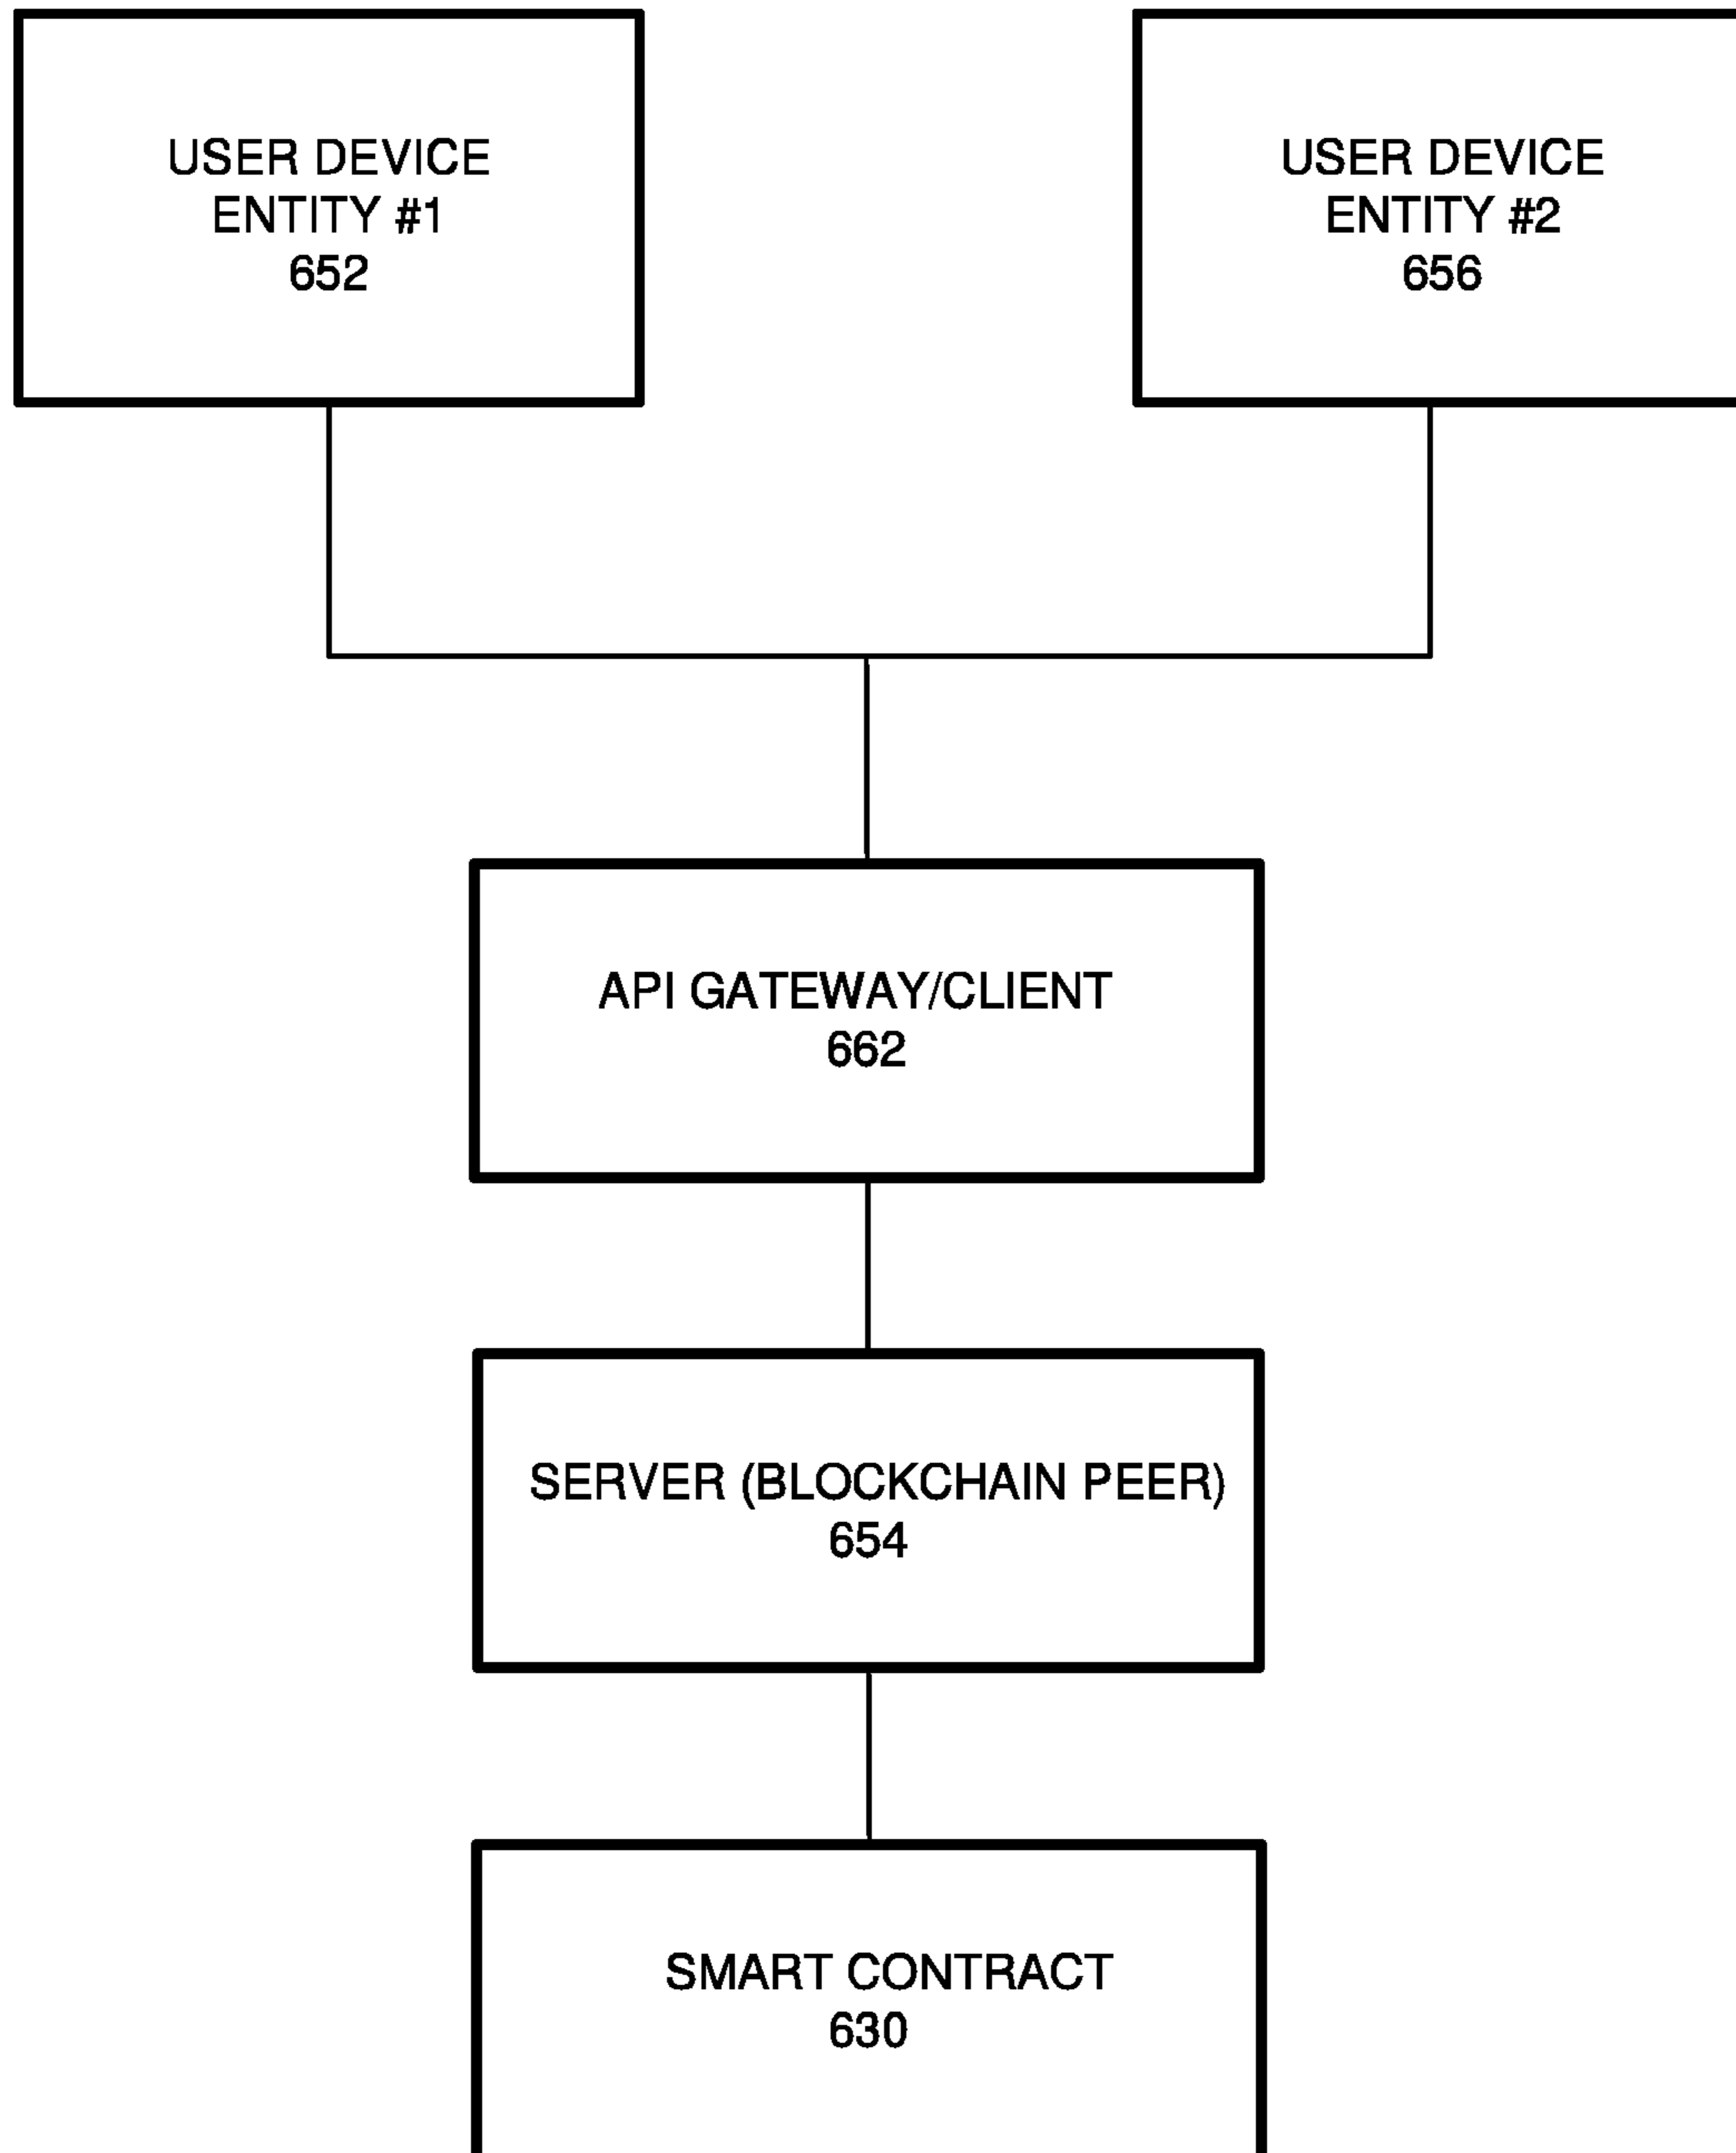 USER DEVICE
ENTITY #1
652
USER DEVICE
ENTITY #2
656
API GATEWAY/CLIENT
662
SERVER (BLOCKCHAIN PEER)
654
SMART CONTRACT
630